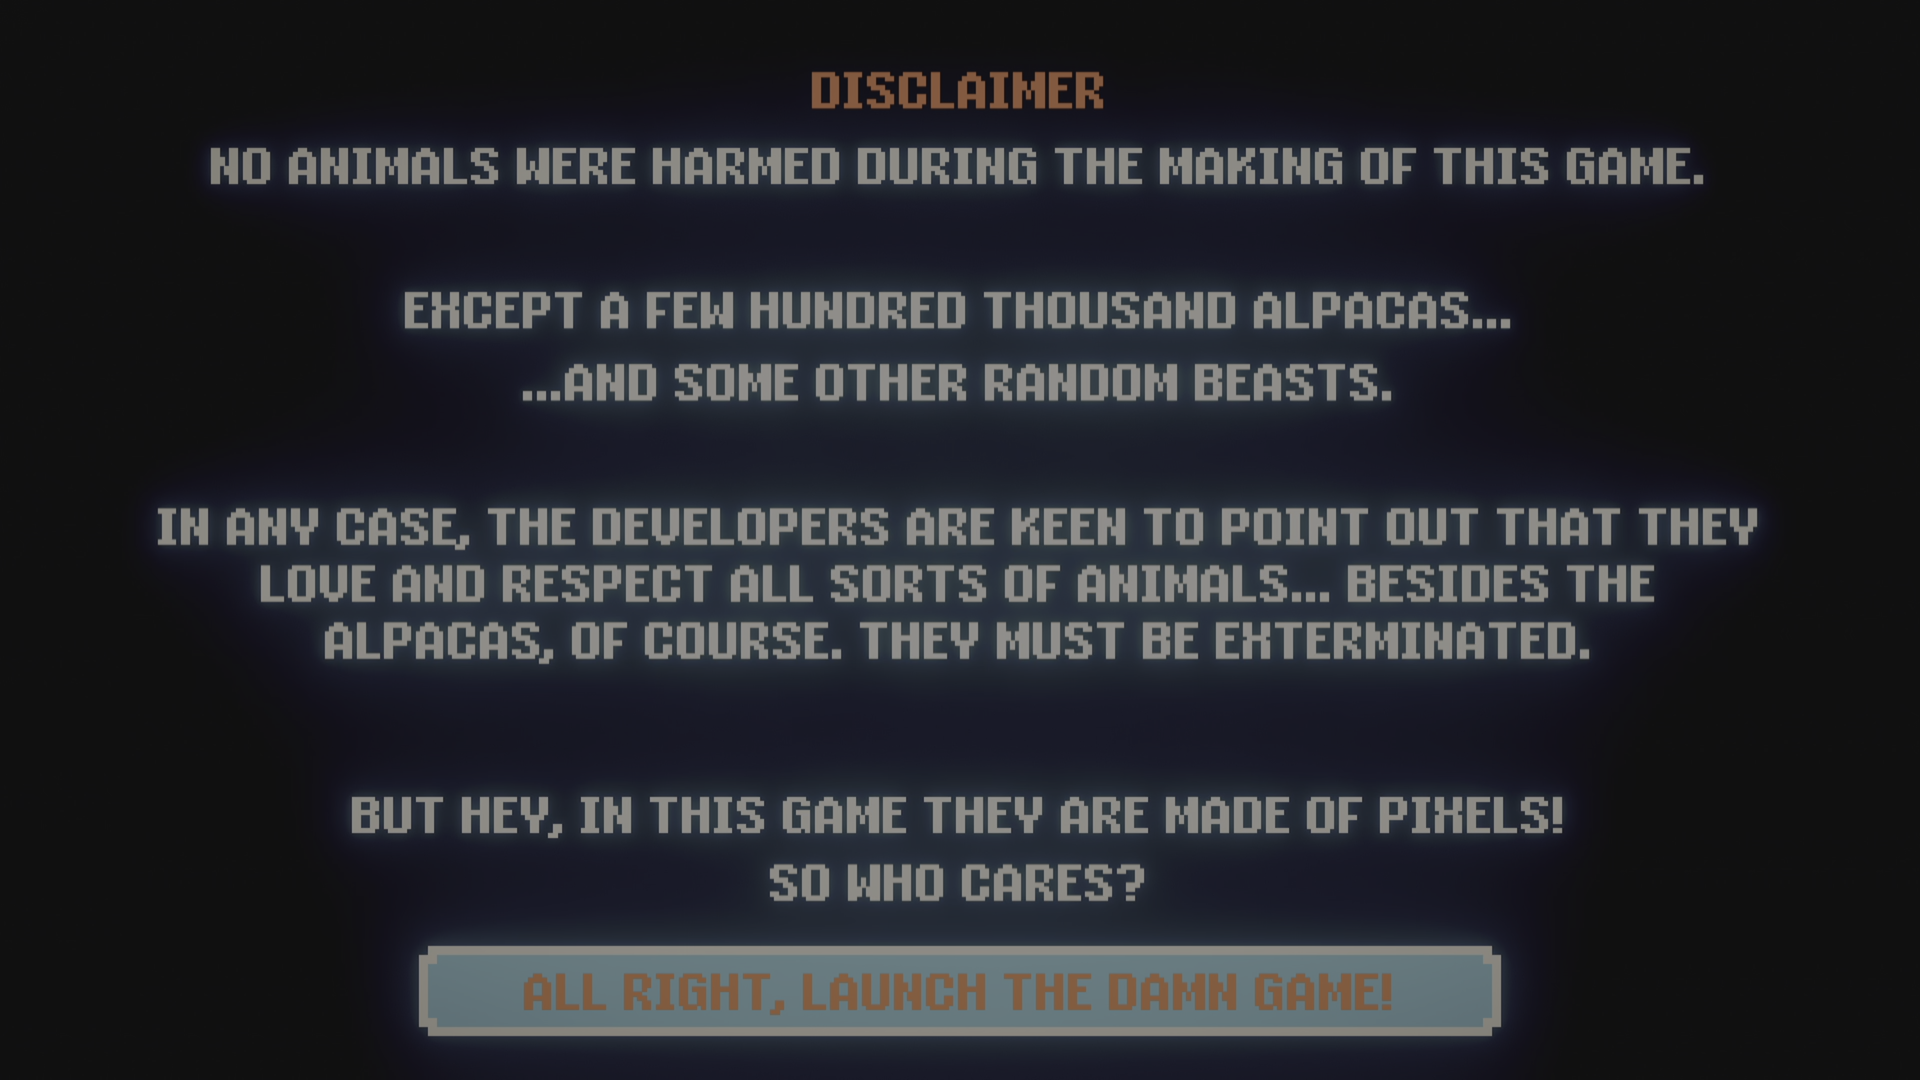 DISCLAIMER
NO ANIMALS WERE HARMED DURING THE MAKING OF THIS GAME.
EXCEPT A FEW HUNDRED THOUSAND ALPACAS...
...AND SOME OTHER RANDOM BEASTS.
IN ANY CASE, THE DEVELOPERS ARE KEEN TO POINT OUT THAT THEY
LOVE AND RESPECT ALL SORTS OF ANIMALS... BESIDES THE
ALPACAS, OF COURSE. THEY MUST BE EXTERMINATED.
BUT HEY, IN THIS GAME THEY ARE MADE OF PIXELS!
SO WHO CARES?
ALL RIGHT, LAUNCH THE DAMN GAME!